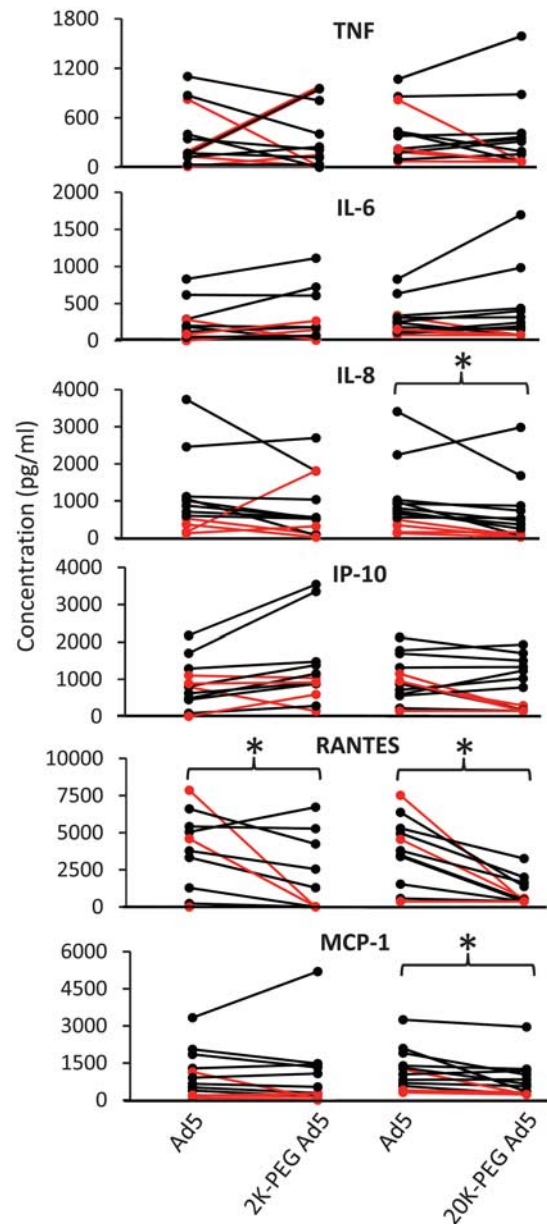 TNF
1800
1200
600
0
IL-6
2000
1500
1000
500
0
*
IL-8
4000
3000
2000
1000
0
IP-10
4000
3000
2000
1000
0
* RANTES *
10000
7500
5000
2500
0
MCP-1 *
6000
4500
3000
1500
0
Concentration (pg/ml)
Ad5
2K-PEG Ad5
Ad5
20K-PEG Ad5